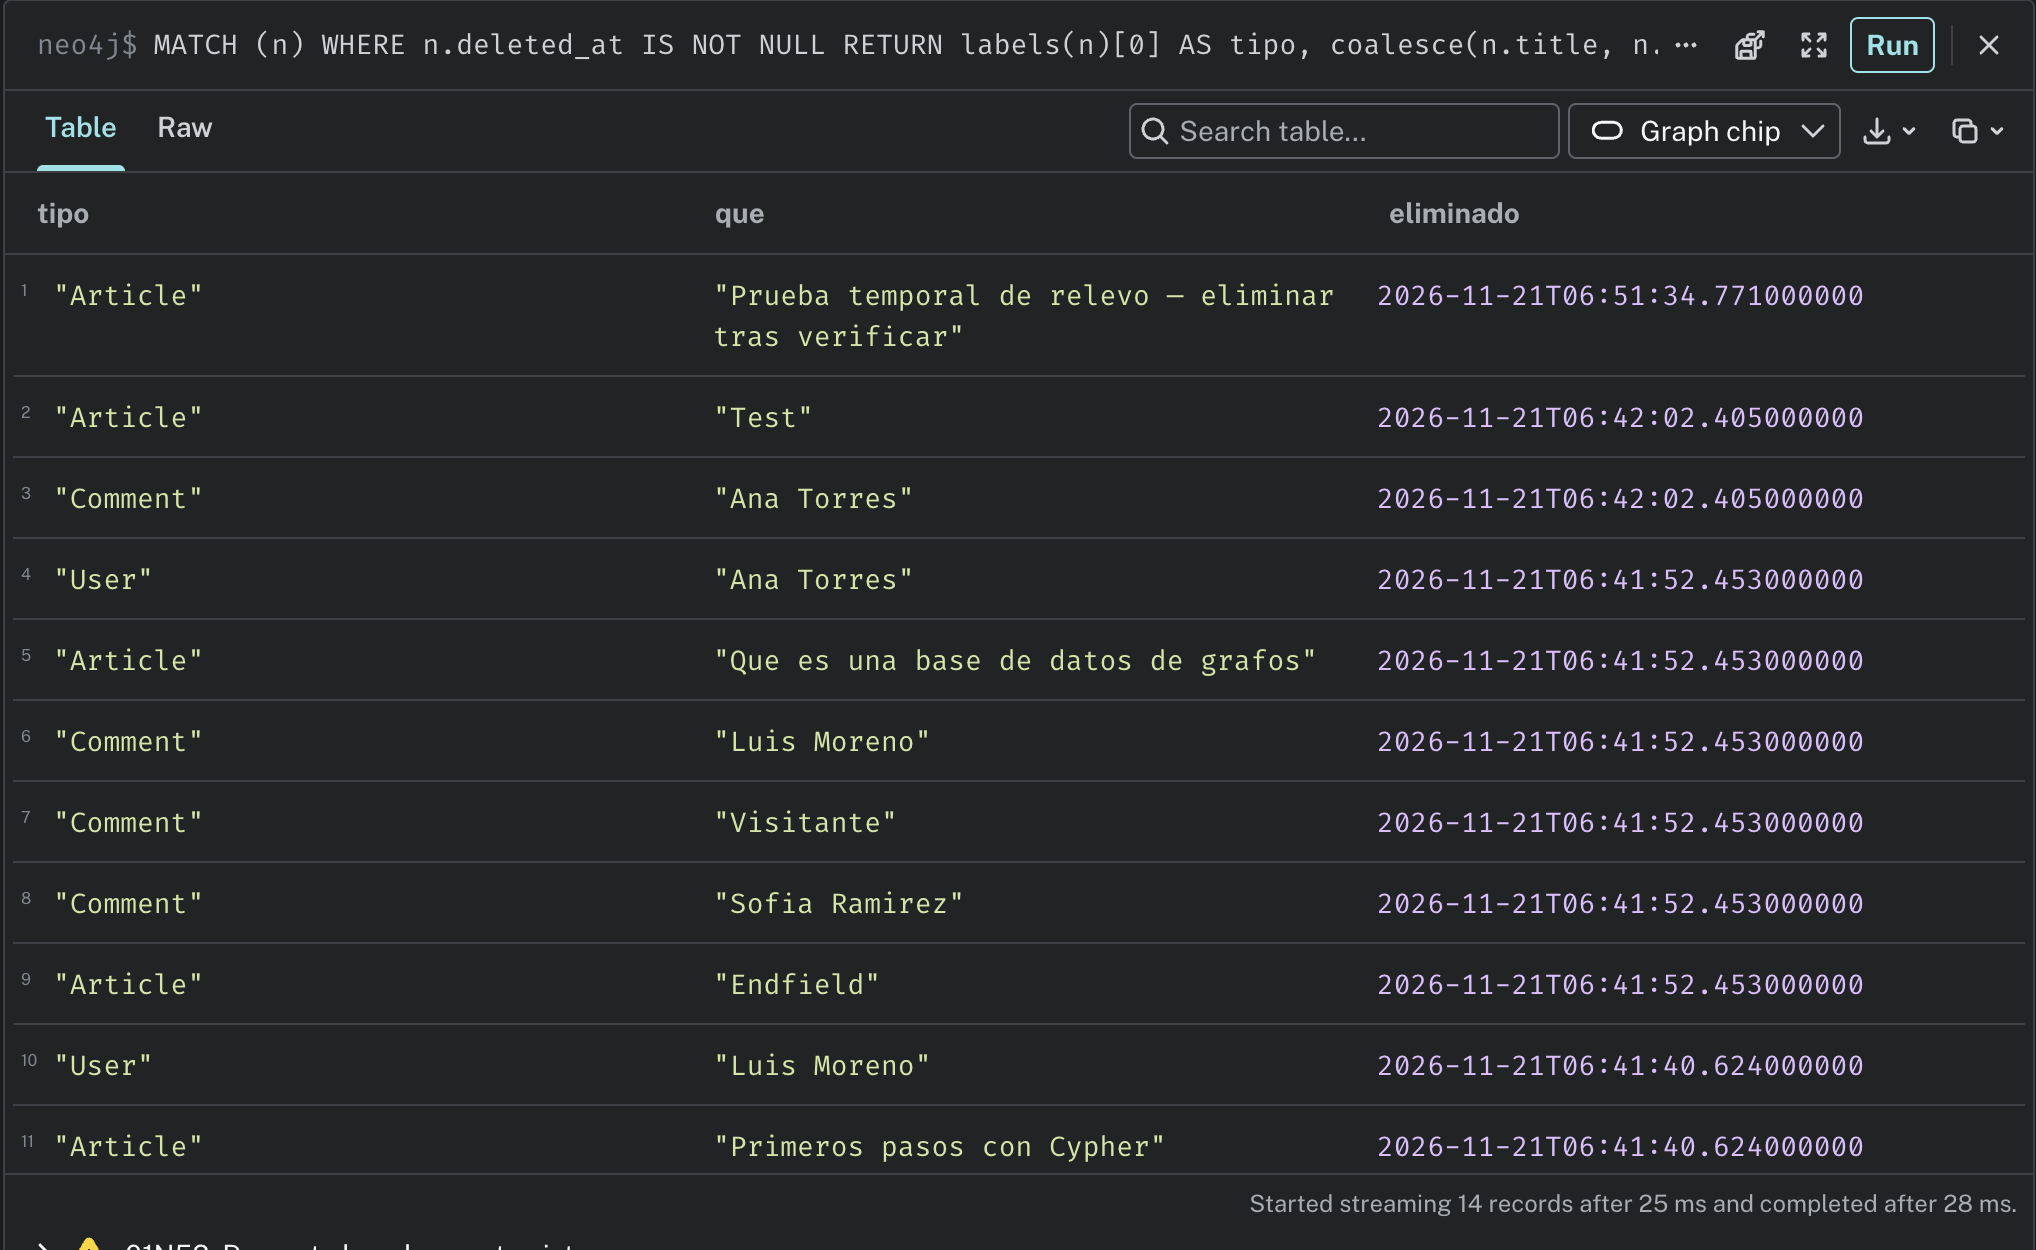 neo4j$ MATCH (n) WHERE n.deleted_at IS NOT NULL RETURN labels(n)[0] AS tipo, coalesce(n.title, n. ··· Run
Table Raw Search table... Graph chip
tipo que eliminado
1 "Article" "Prueba temporal de relevo — eliminar 2026-11-21T06:51:34.771000000
tras verificar"
2 "Article" "Test" 2026-11-21T06:42:02.405000000
3 "Comment" "Ana Torres" 2026-11-21T06:42:02.405000000
4 "User" "Ana Torres" 2026-11-21T06:41:52.453000000
5 "Article" "Que es una base de datos de grafos" 2026-11-21T06:41:52.453000000
6 "Comment" "Luis Moreno" 2026-11-21T06:41:52.453000000
7 "Comment" "Visitante" 2026-11-21T06:41:52.453000000
8 "Comment" "Sofia Ramirez" 2026-11-21T06:41:52.453000000
9 "Article" "Endfield" 2026-11-21T06:41:52.453000000
10 "User" "Luis Moreno" 2026-11-21T06:41:40.624000000
11 "Article" "Primeros pasos con Cypher" 2026-11-21T06:41:40.624000000
Started streaming 14 records after 25 ms and completed after 28 ms.